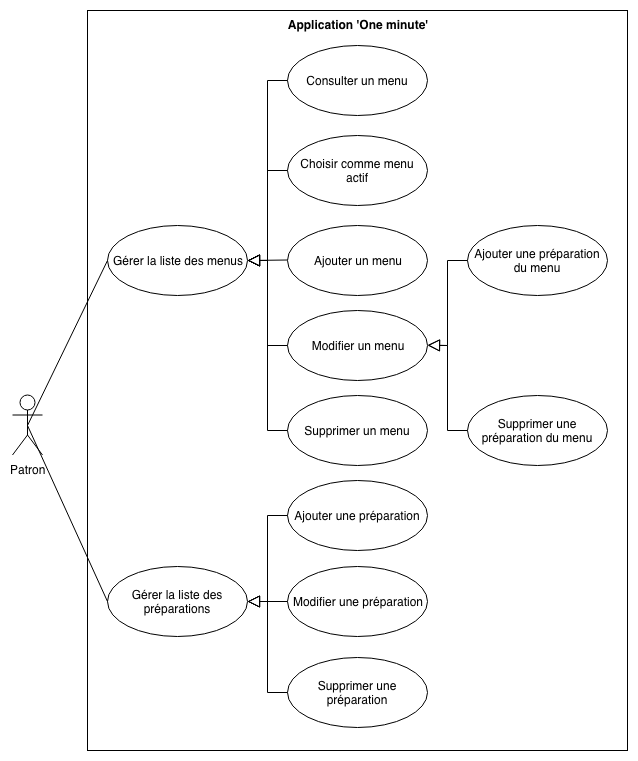 Application 'One minute'
Consulter un menu
Choisir comme menu
actif
Gérer la liste des menus
Ajouter un menu
Ajouter une préparation
du menu
Modifier un menu
Supprimer un menu
Supprimer une
préparation du menu
Patron
Ajouter une préparation
Gérer la liste des
préparations
Modifier une préparation
Supprimer une
préparation